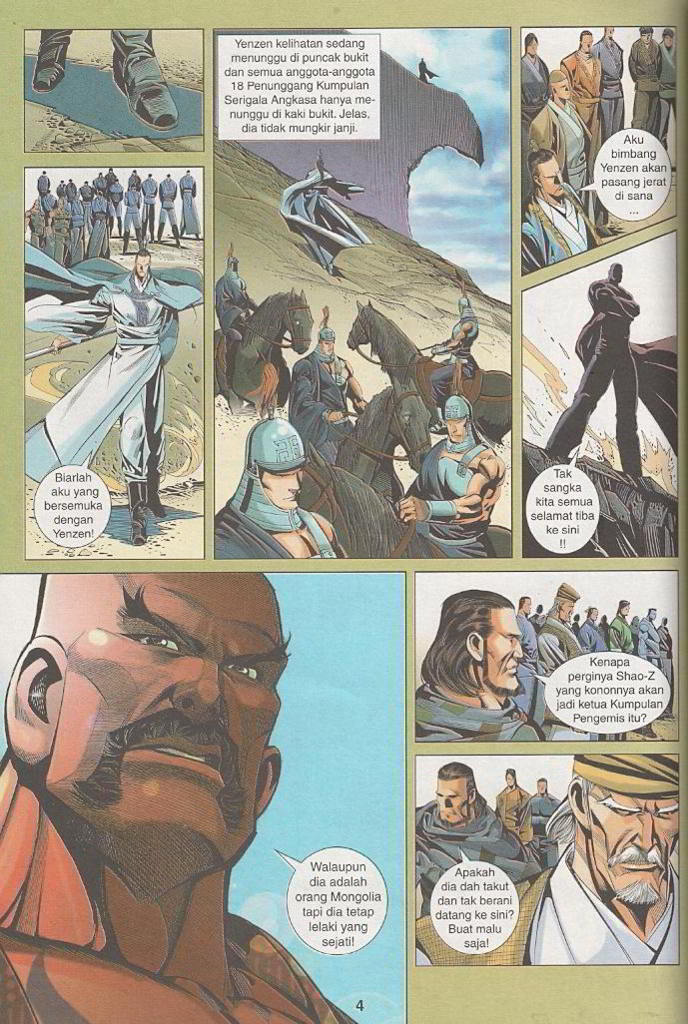 Yenzen kelihatan sedang
menunggu di puncak bukit
dan semua anggota-anggota
18 Penunggang Kumpulan
Serigala Angkasa hanya me-
nunggu di kaki bukit. Jelas,
dia tidak mungkir janji.
Aku
bimbang
Yenzen akan
pasang jerat
di sana
...
Biarlah
aku yang
bersemuka
dengan
Yenzen!
Tak
sangka
kita semua
selamat tiba
ke sini
!!
Walaupun
dia adalah
orang Mongolia
tapi dia tetap
lelaki yang
sejati!
Kenapa
perginya Shao-Z
yang kononnya akan
jadi ketua Kumpulan
Pengemis itu?
Apakah
dia dah takut
dan tak berani
datang ke sini?
Buat malu
saja!
4